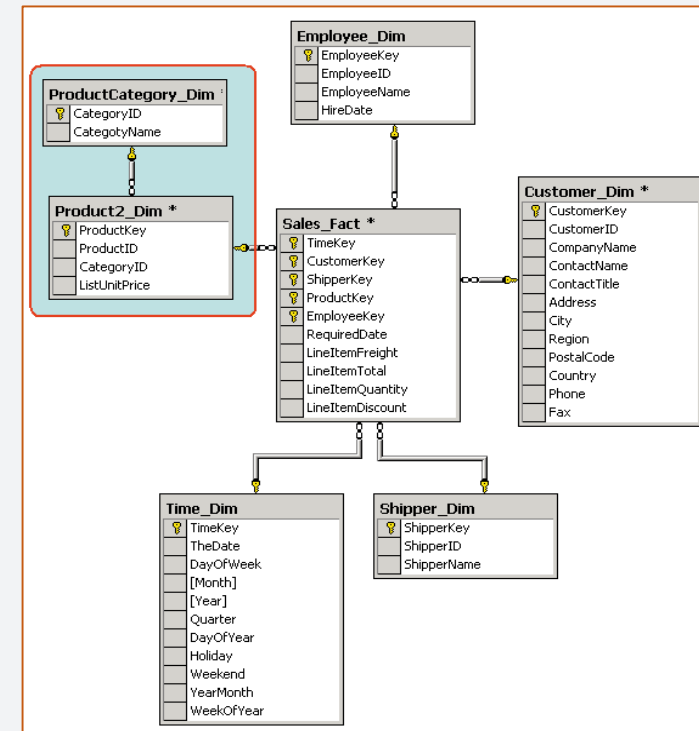 Employee_Dim
EmployeeKey
EmployeeID
EmployeeName
HireDate
ProductCategory_Dim *
CategoryID
CategotyName
Product2_Dim *
ProductKey
ProductID
CategoryID
ListUnitPrice
Sales_Fact *
TimeKey
CustomerKey
ShipperKey
ProductKey
EmployeeKey
RequiredDate
LineItemFreight
LineItemTotal
LineItemQuantity
LineItemDiscount
Customer_Dim *
CustomerKey
CustomerID
CompanyName
ContactName
ContactTitle
Address
City
Region
PostalCode
Country
Phone
Fax
Time_Dim
TimeKey
TheDate
DayOfWeek
[Month]
[Year]
Quarter
DayOfYear
Holiday
Weekend
YearMonth
WeekOfYear
Shipper_Dim
ShipperKey
ShipperID
ShipperName